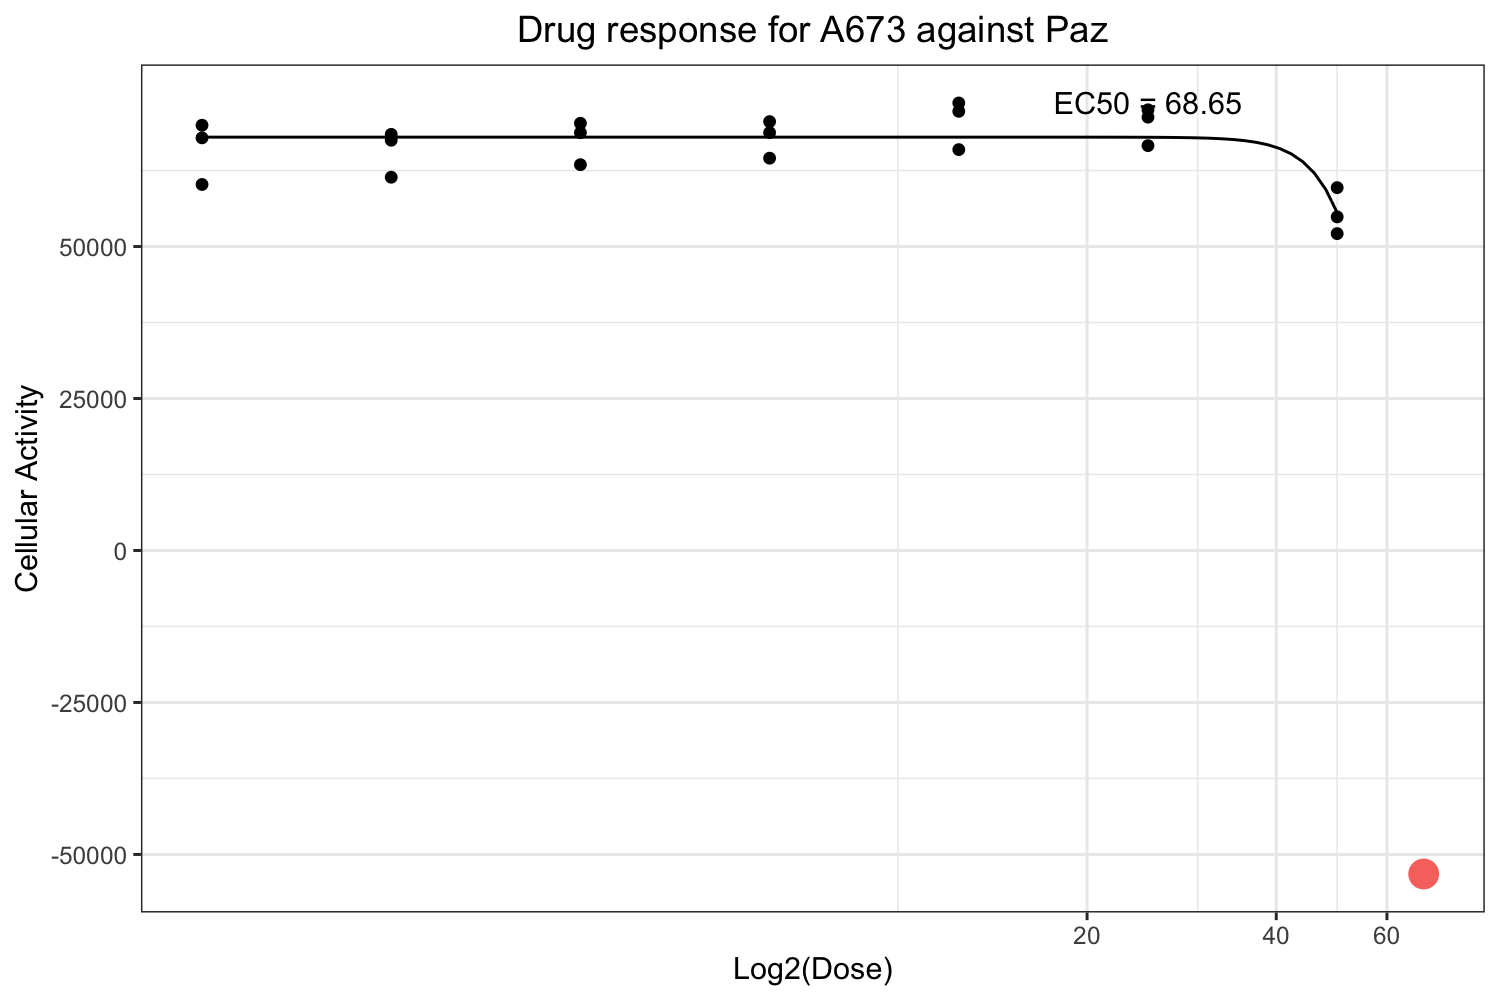 Drug response for A673 against Paz
EC50 = 68.65
Cellular Activity
50000
25000
0
-25000
-50000
20
40
60
Log2(Dose)